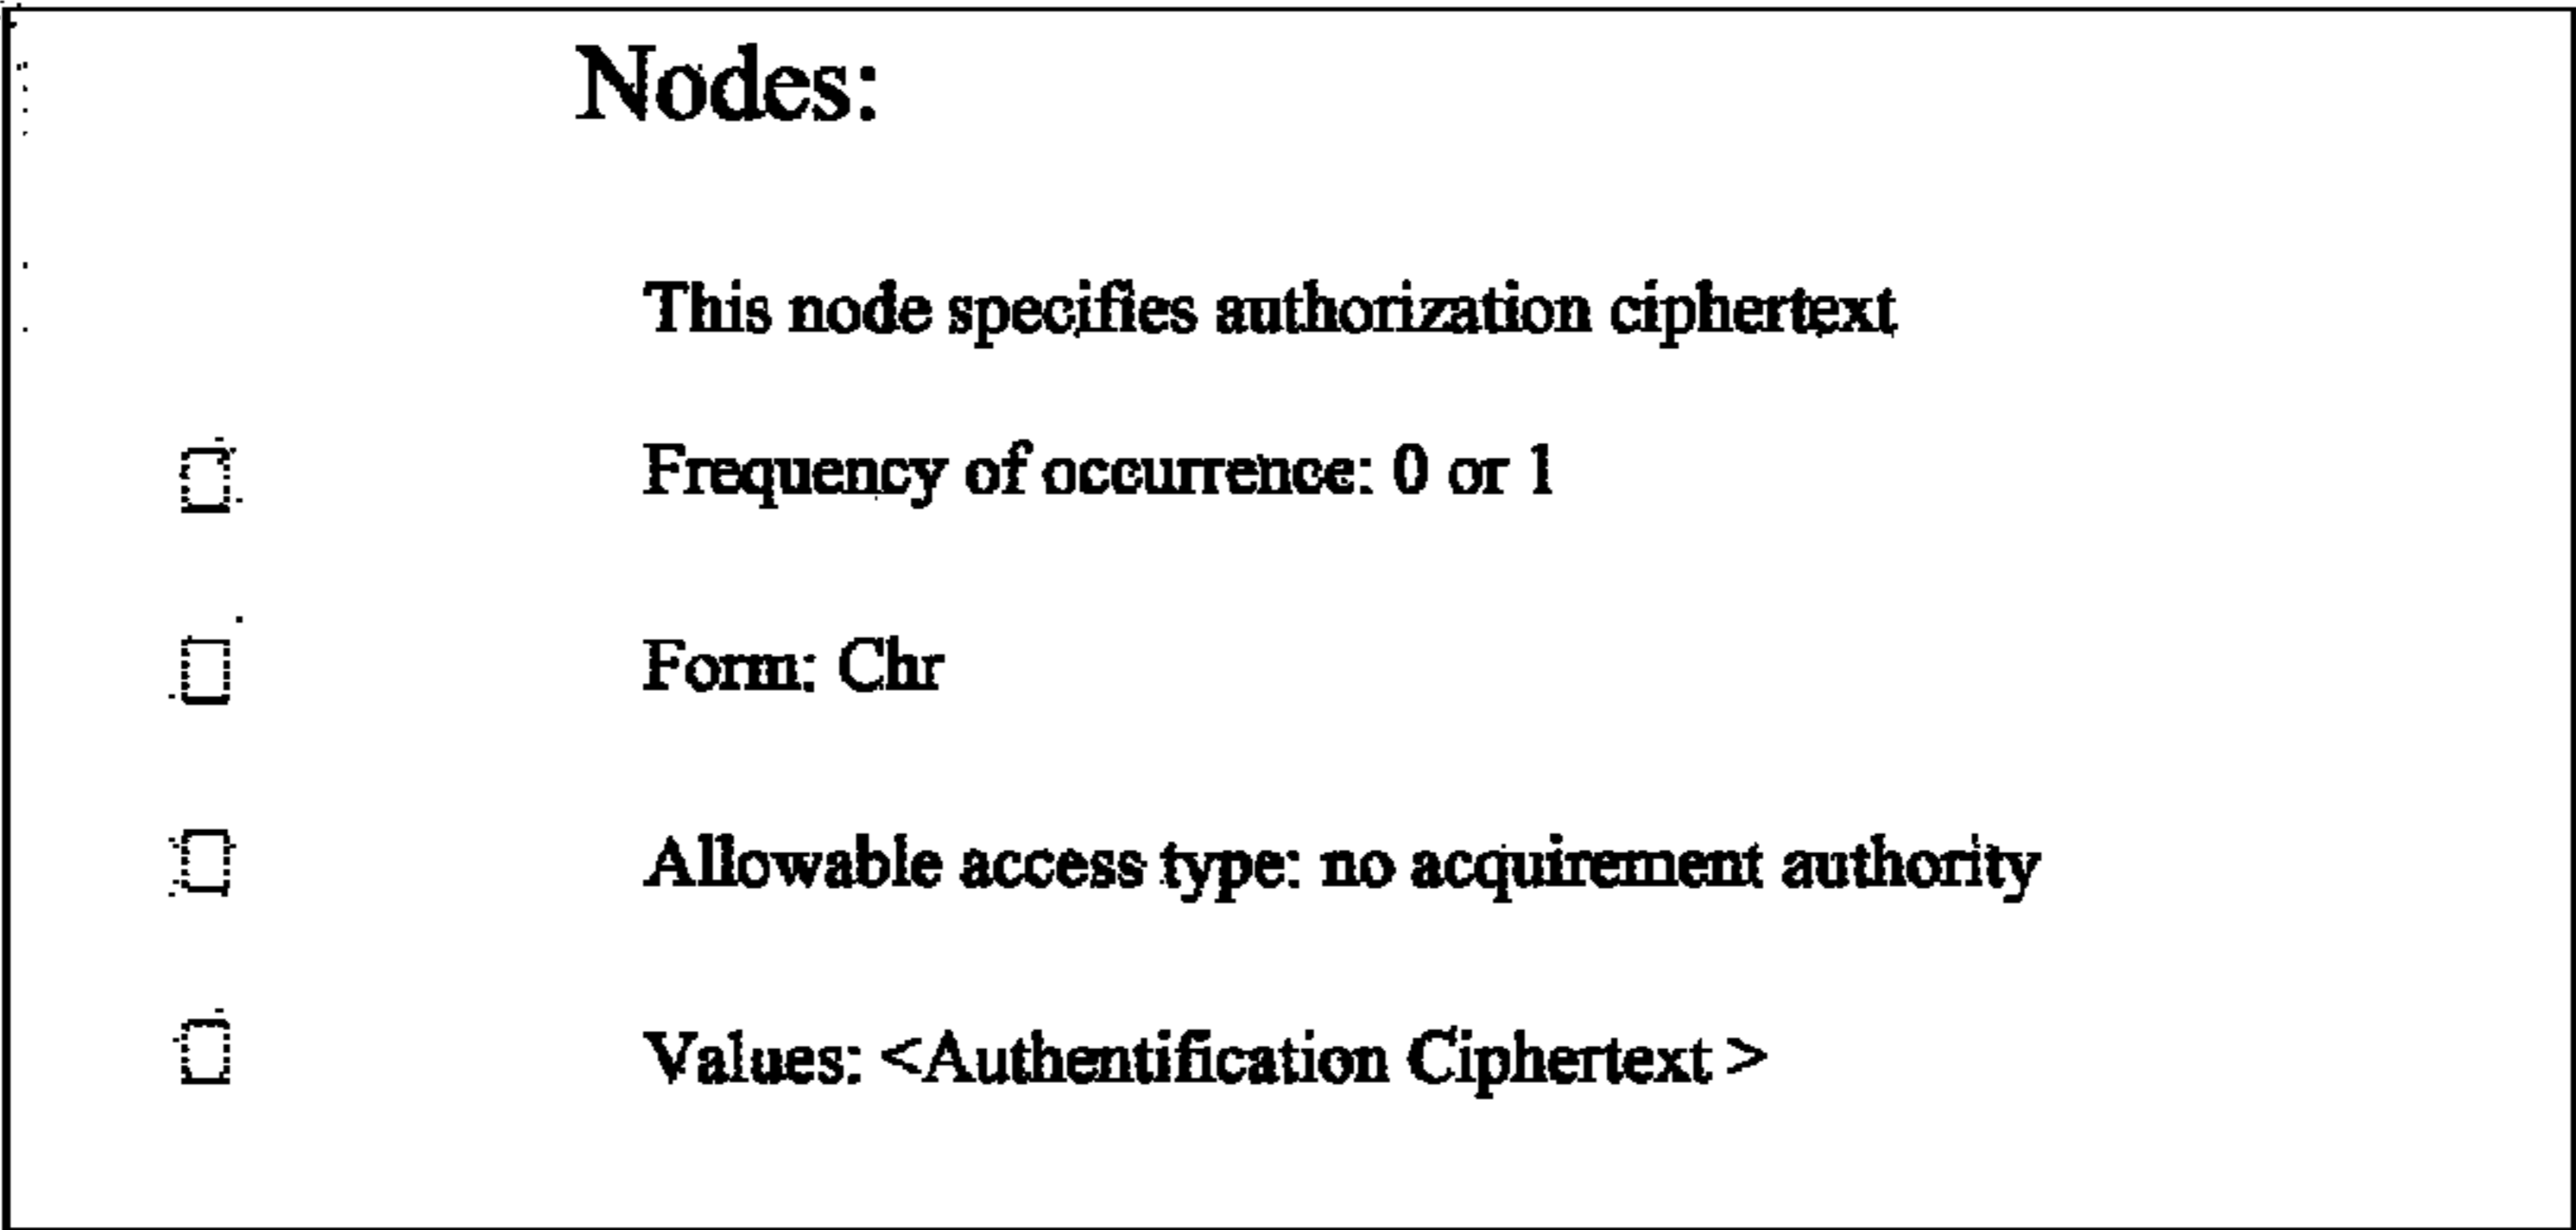 Nodes:
This node specifies authorization ciphertext
Frequency of occurrence: 0 or 1
Form: Chr
Allowable access type: no acquirement authority
Values: <Authentification Ciphertext >